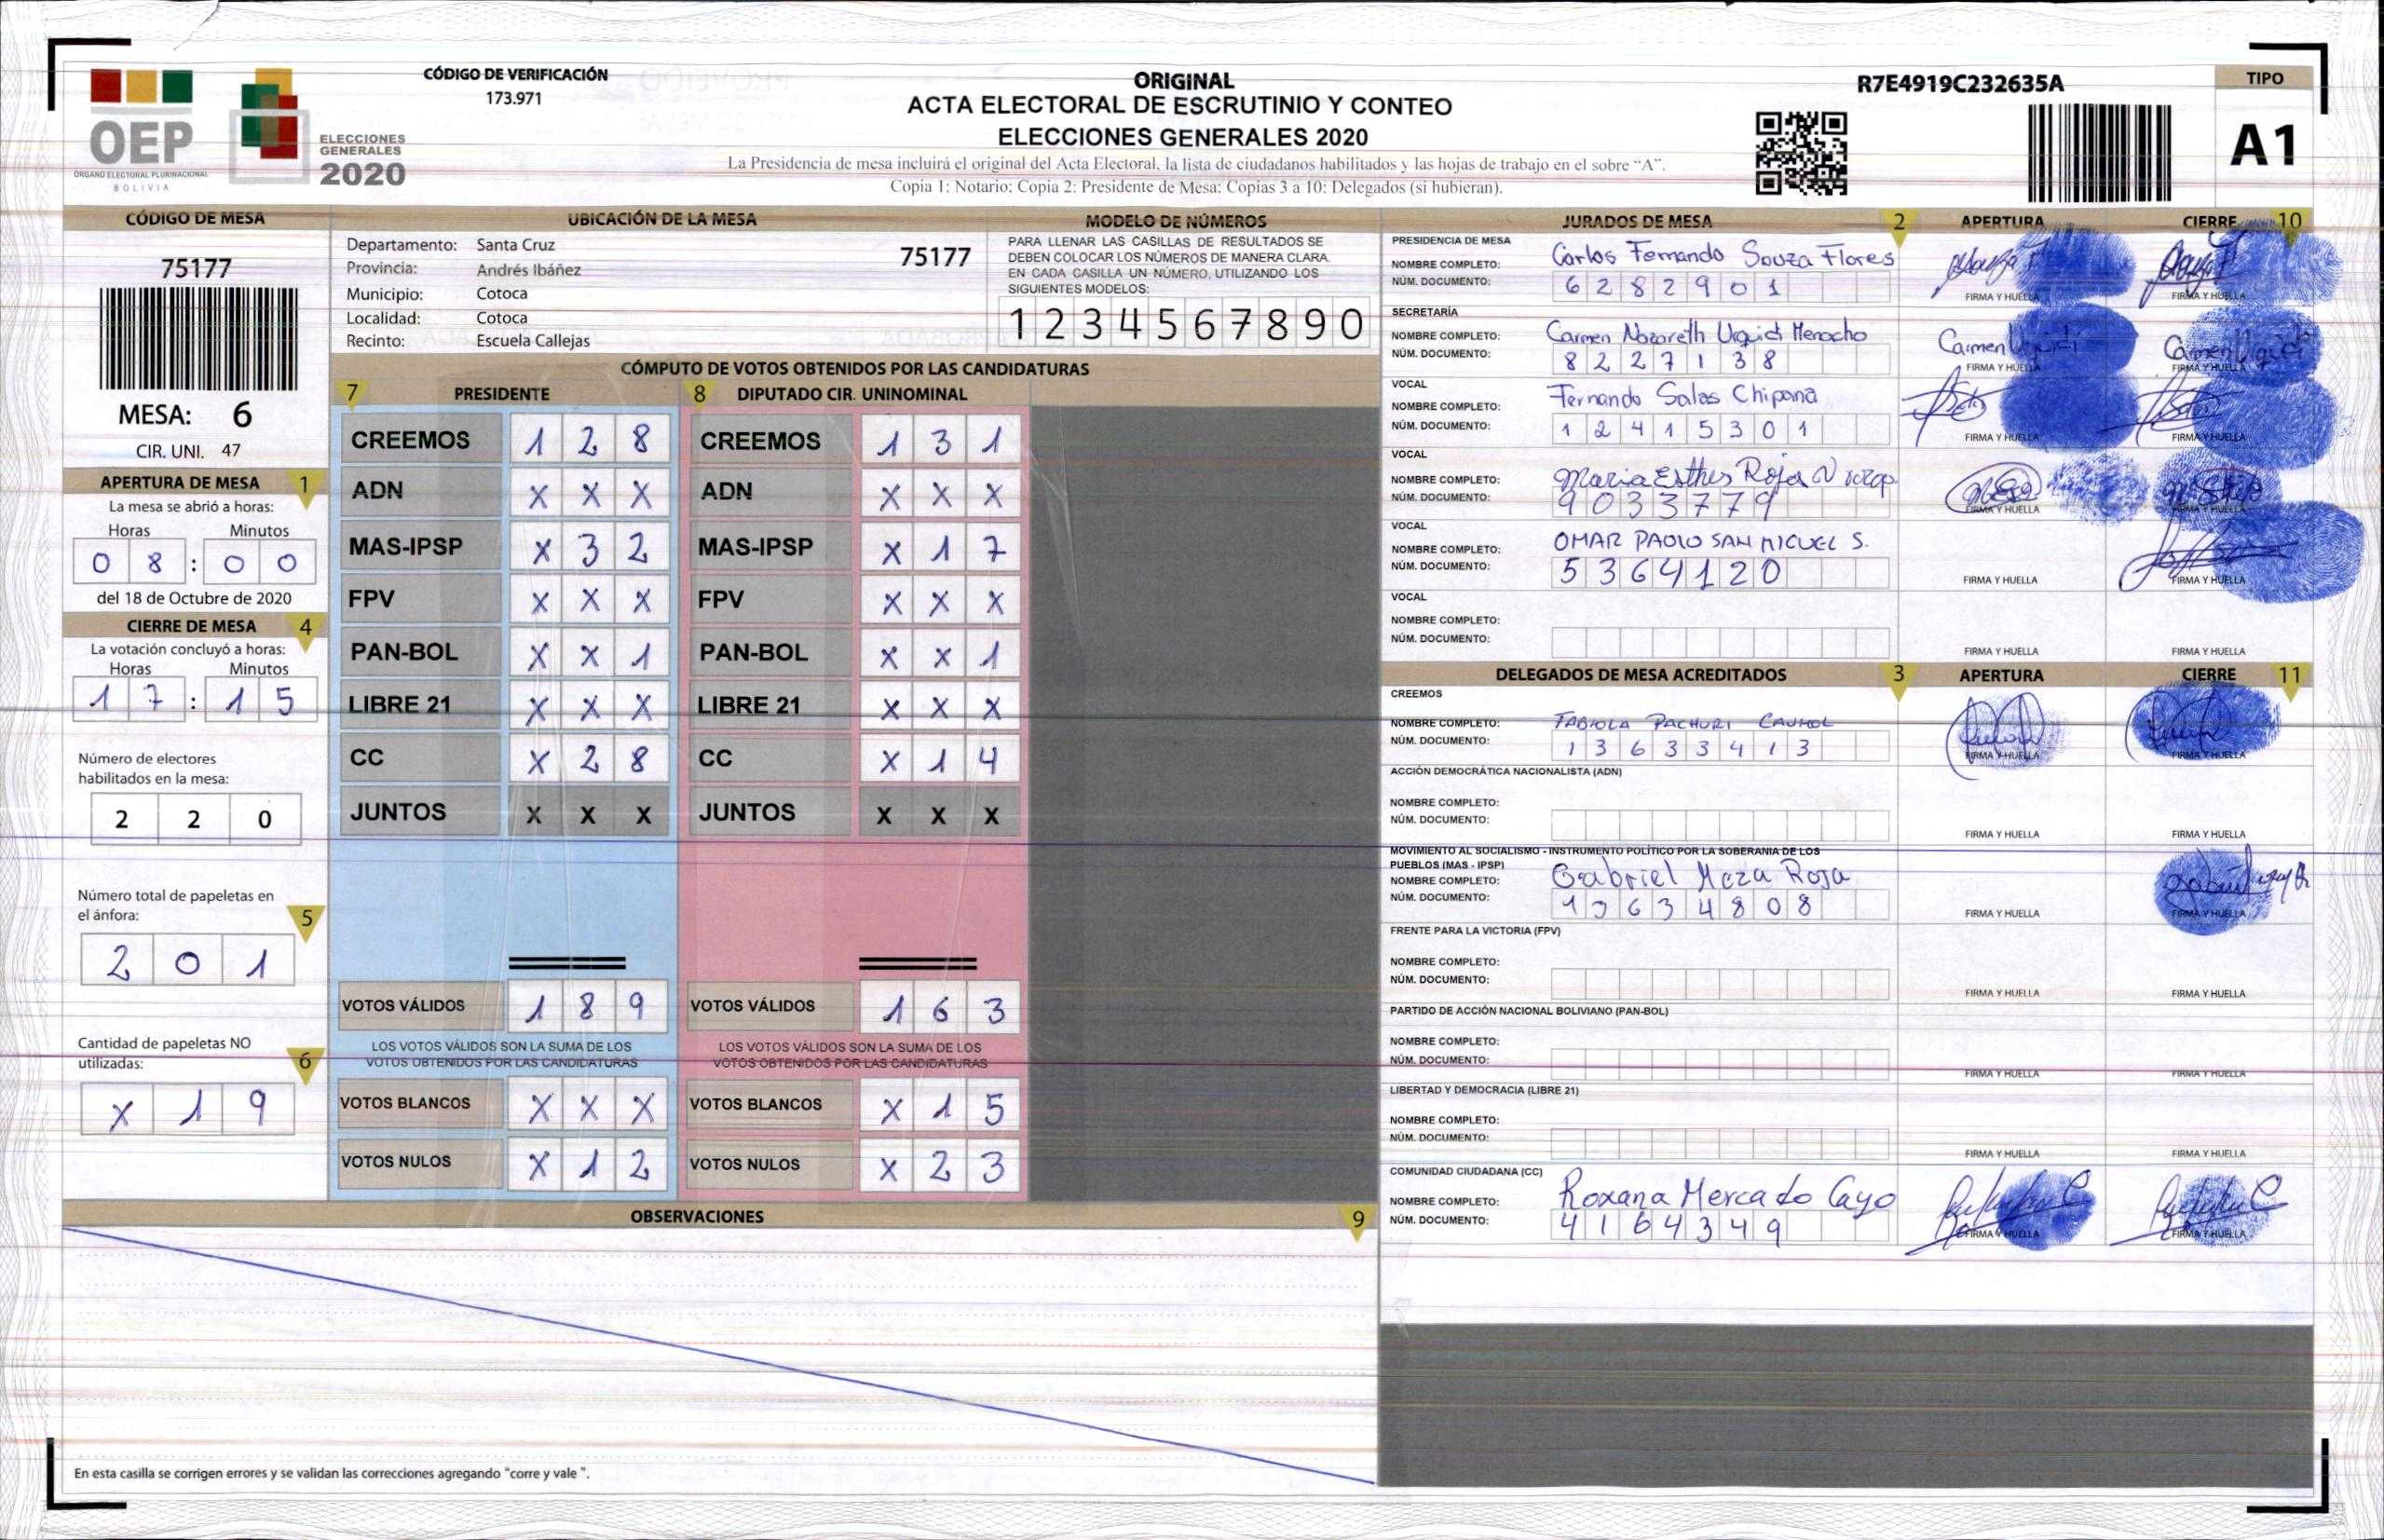 CÓDIGO DE VERIFICACIÓN
173.971
OEP
ÓRGANO ELECTORAL PLURINACIONAL
BOLIVIA
ELECCIONES
GENERALES
2020
ORIGINAL
ACTA ELECTORAL DE ESCRUTINIO Y CONTEO
ELECCIONES GENERALES 2020
La Presidencia de mesa incluirá el original del Acta Electoral, la lista de ciudadanos habilitados y las hojas de trabajo en el sobre “A”.
Copia 1: Notario; Copia 2: Presidente de Mesa; Copias 3 a 10: Delegados (si hubieran).
R7E4919C232635A
TIPO
A1
CÓDIGO DE MESA
75177
MESA: 6
CIR. UNI. 47
APERTURA DE MESA 1
La mesa se abrió a horas:
Horas Minutos
0 8 : 0 0
del 18 de Octubre de 2020
CIERRE DE MESA 4
La votación concluyó a horas:
Horas Minutos
1 7 : 1 5
Número de electores
habilitados en la mesa:
2 2 0
Número total de papeletas en
el ánfora: 5
2 0 1
Cantidad de papeletas NO
utilizadas: 6
X 1 9
UBICACIÓN DE LA MESA
Departamento: Santa Cruz
Provincia: Andrés Ibáñez
Municipio: Cotoca
Localidad: Cotoca
Recinto: Escuela Callejas
75177
MODELO DE NÚMEROS
PARA LLENAR LAS CASILLAS DE RESULTADOS SE
DEBEN COLOCAR LOS NÚMEROS DE MANERA CLARA.
EN CADA CASILLA UN NÚMERO, UTILIZANDO LOS
SIGUIENTES MODELOS:
1 2 3 4 5 6 7 8 9 0
CÓMPUTO DE VOTOS OBTENIDOS POR LAS CANDIDATURAS
7 PRESIDENTE
CREEMOS 1 2 8
ADN X X X
MAS-IPSP X 3 2
FPV X X X
PAN-BOL X X 1
LIBRE 21 X X X
CC X 2 8
JUNTOS X X X
VOTOS VÁLIDOS 1 8 9
LOS VOTOS VÁLIDOS SON LA SUMA DE LOS
VOTOS OBTENIDOS POR LAS CANDIDATURAS
VOTOS BLANCOS X X X
VOTOS NULOS X 1 2
8 DIPUTADO CIR. UNINOMINAL
CREEMOS 1 3 1
ADN X X X
MAS-IPSP X 1 7
FPV X X X
PAN-BOL X X 1
LIBRE 21 X X X
CC X 1 4
JUNTOS X X X
VOTOS VÁLIDOS 1 6 3
LOS VOTOS VÁLIDOS SON LA SUMA DE LOS
VOTOS OBTENIDOS POR LAS CANDIDATURAS
VOTOS BLANCOS X 1 5
VOTOS NULOS X 2 3
OBSERVACIONES 9
En esta casilla se corrigen errores y se validan las correcciones agregando “corre y vale ”.
JURADOS DE MESA 2 APERTURA CIERRE 10
PRESIDENCIA DE MESA
NOMBRE COMPLETO: Carlos Fernando Souza Flores
NÚM. DOCUMENTO: 6 2 8 2 9 0 1
FIRMA Y HUELLA FIRMA Y HUELLA
SECRETARÍA
NOMBRE COMPLETO: Carmen Nazareth Urquidi Menacho
NÚM. DOCUMENTO: 8 2 2 7 1 3 8
Carmen Urquidi Carmen Urquidi
FIRMA Y HUELLA FIRMA Y HUELLA
VOCAL
NOMBRE COMPLETO: Fernando Salas Chipana
NÚM. DOCUMENTO: 1 2 4 1 5 3 0 1
FIRMA Y HUELLA FIRMA Y HUELLA
VOCAL
NOMBRE COMPLETO: Maria Esther Rojas
NÚM. DOCUMENTO: 9 0 3 3 7 7 9
FIRMA Y HUELLA FIRMA Y HUELLA
VOCAL
NOMBRE COMPLETO: OMAR PAOLO SAN MIGUEL S.
NÚM. DOCUMENTO: 5 3 6 4 1 2 0
FIRMA Y HUELLA FIRMA Y HUELLA
VOCAL
NOMBRE COMPLETO:
NÚM. DOCUMENTO:
FIRMA Y HUELLA FIRMA Y HUELLA
DELEGADOS DE MESA ACREDITADOS 3 APERTURA CIERRE 11
CREEMOS
NOMBRE COMPLETO: FABIOLA PACHURI
NÚM. DOCUMENTO: 1 3 6 3 3 4 1 3
FIRMA Y HUELLA FIRMA Y HUELLA
ACCIÓN DEMOCRÁTICA NACIONALISTA (ADN)
NOMBRE COMPLETO:
NÚM. DOCUMENTO:
FIRMA Y HUELLA FIRMA Y HUELLA
MOVIMIENTO AL SOCIALISMO - INSTRUMENTO POLÍTICO POR LA SOBERANIA DE LOS
PUEBLOS (MAS - IPSP)
NOMBRE COMPLETO: Gabriel Meza Roja
NÚM. DOCUMENTO: 1 3 6 3 4 8 0 8
FIRMA Y HUELLA FIRMA Y HUELLA
FRENTE PARA LA VICTORIA (FPV)
NOMBRE COMPLETO:
NÚM. DOCUMENTO:
FIRMA Y HUELLA FIRMA Y HUELLA
PARTIDO DE ACCIÓN NACIONAL BOLIVIANO (PAN-BOL)
NOMBRE COMPLETO:
NÚM. DOCUMENTO:
FIRMA Y HUELLA FIRMA Y HUELLA
LIBERTAD Y DEMOCRACIA (LIBRE 21)
NOMBRE COMPLETO:
NÚM. DOCUMENTO:
FIRMA Y HUELLA FIRMA Y HUELLA
COMUNIDAD CIUDADANA (CC)
NOMBRE COMPLETO: Roxana Mercado Cayo
NÚM. DOCUMENTO: 4 1 6 4 3 4 9
FIRMA Y HUELLA FIRMA Y HUELLA